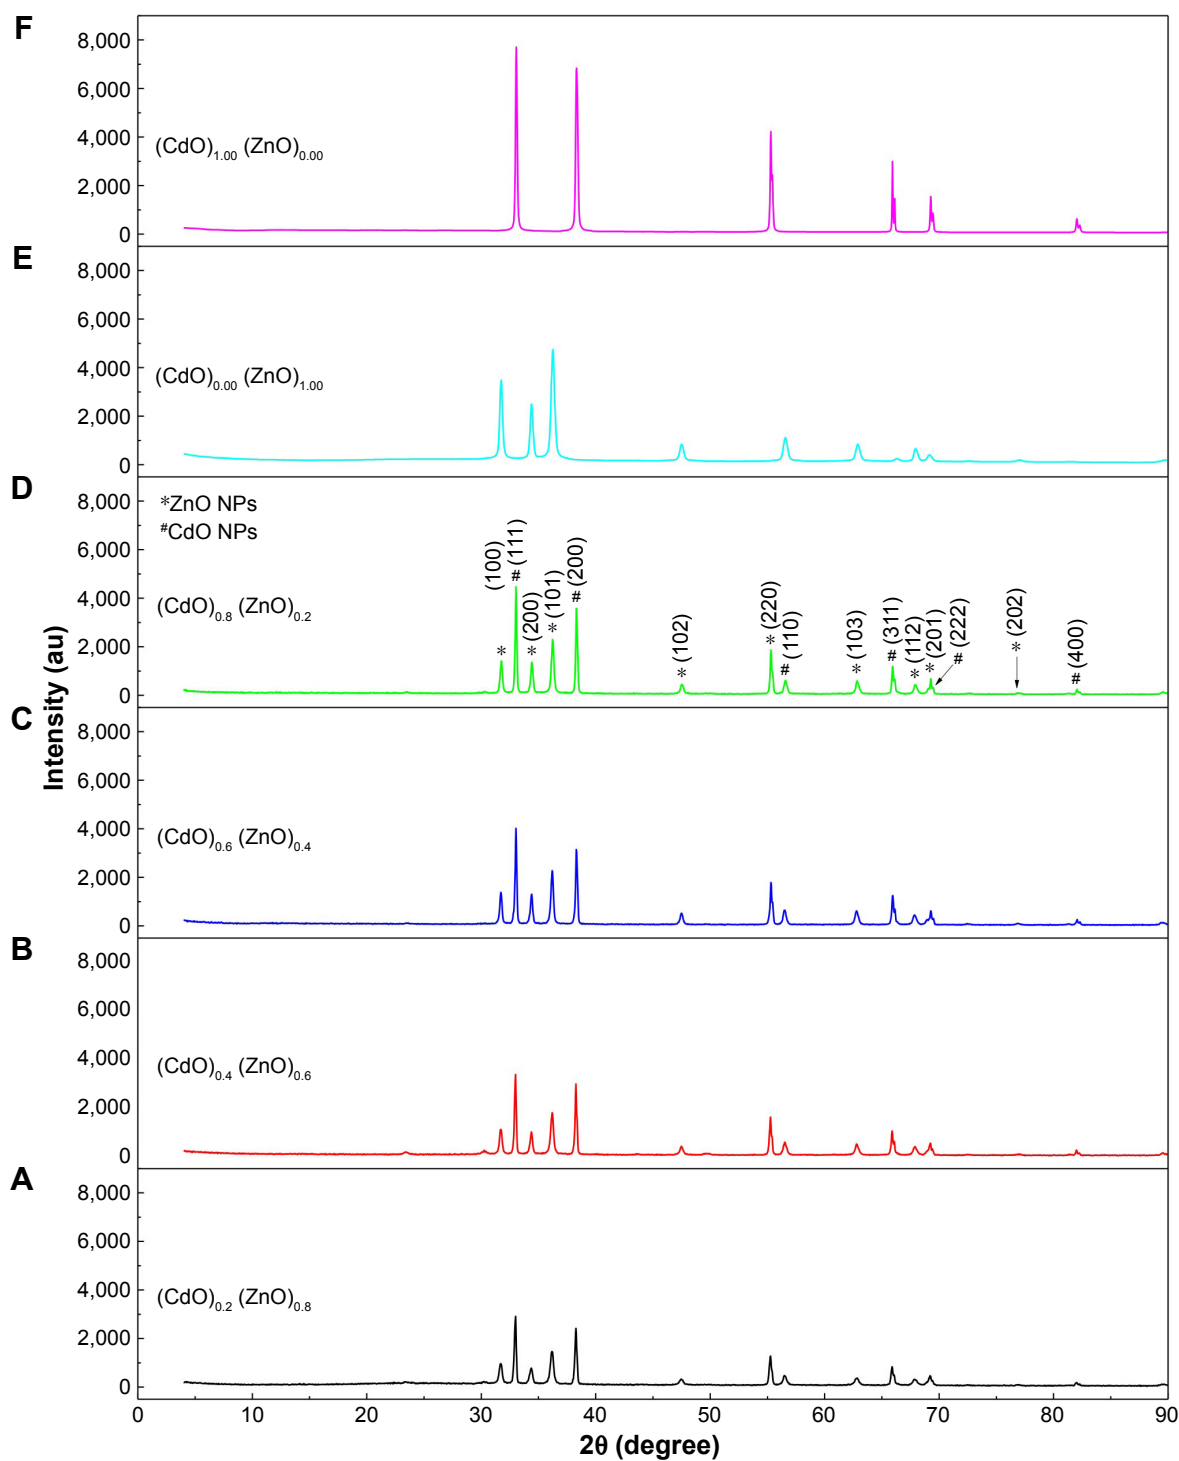 F
8,000
6,000
4,000
2,000
0
(CdO)1.00 (ZnO)0.00
E
8,000
6,000
4,000
2,000
0
(CdO)0.00 (ZnO)1.00
D
8,000
6,000
4,000
2,000
0
*ZnO NPs
#CdO NPs
(CdO)0.8 (ZnO)0.2
* (100)
# (111)
* (200)
* (101)
# (200)
* (102)
* (220)
# (110)
* (103)
# (311)
* (112)
* (201)
# (222)
* (202)
# (400)
C
8,000
6,000
4,000
2,000
0
(CdO)0.6 (ZnO)0.4
B
8,000
6,000
4,000
2,000
0
(CdO)0.4 (ZnO)0.6
A
8,000
6,000
4,000
2,000
0
(CdO)0.2 (ZnO)0.8
Intensity (au)
0 10 20 30 40 50 60 70 80 90
2θ (degree)